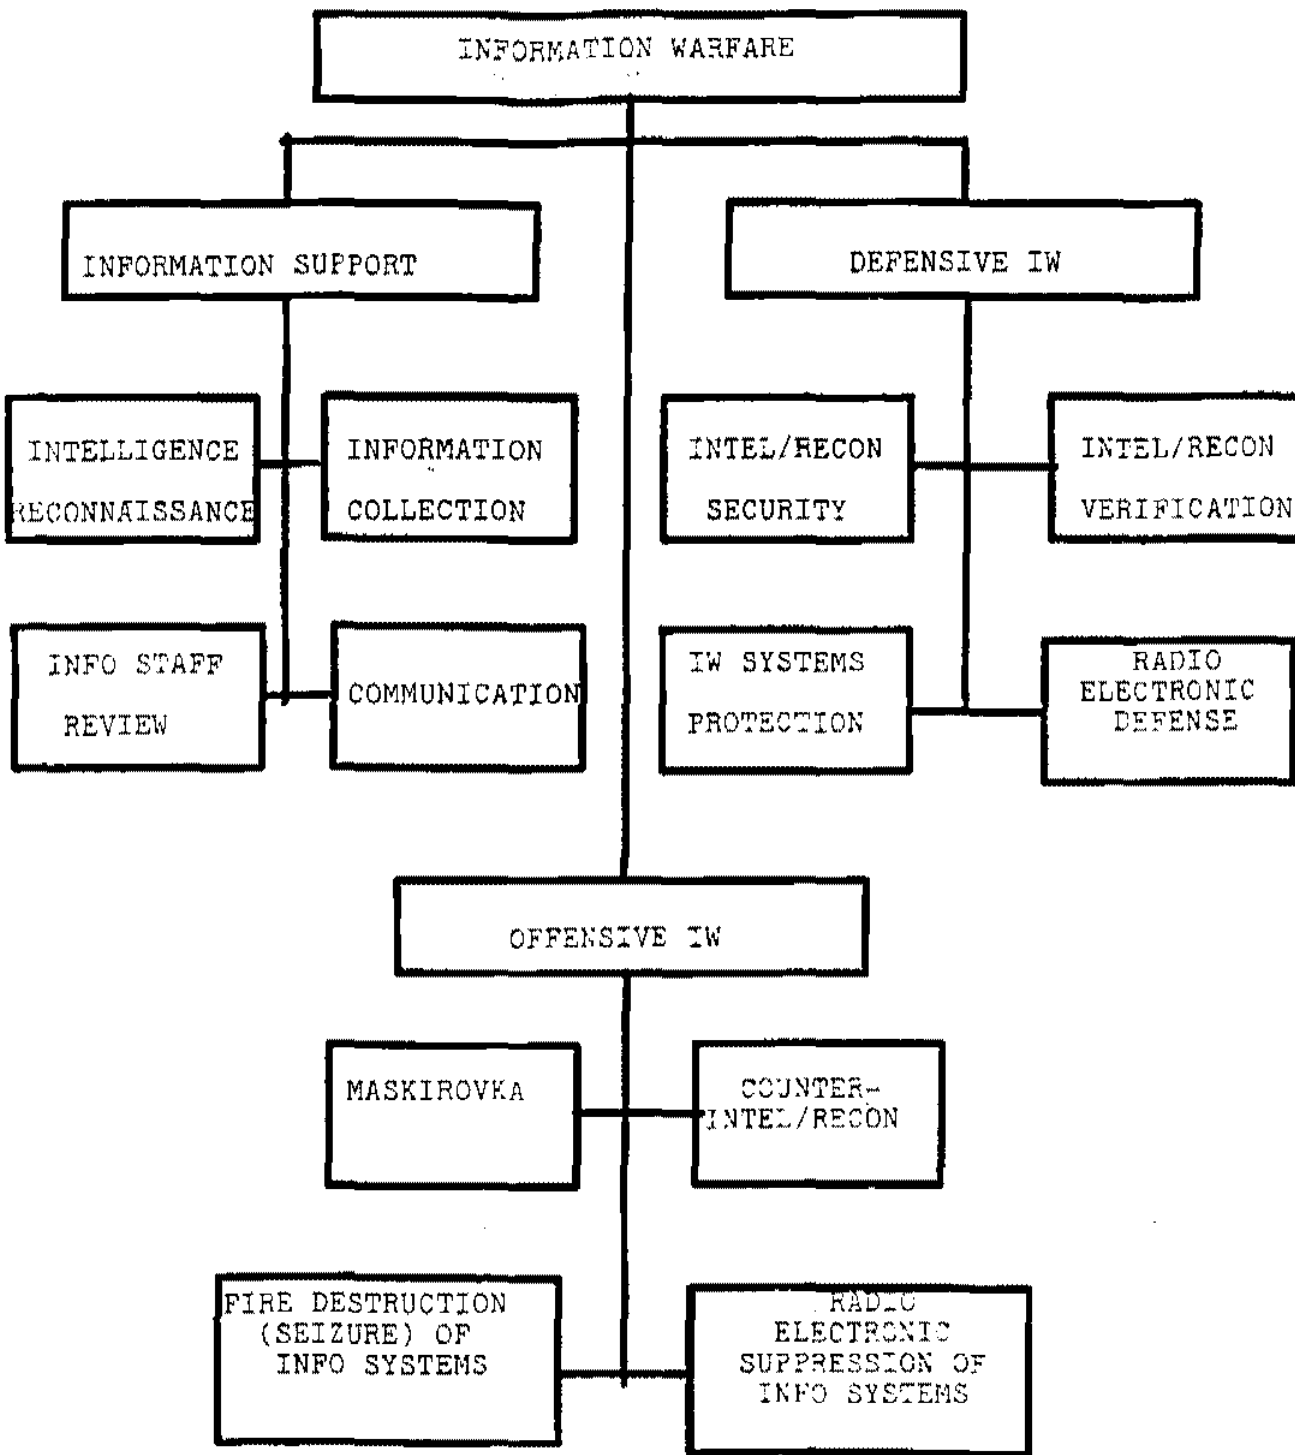 INFORMATION WARFARE
INFORMATION SUPPORT
DEFENSIVE IW
INTELLIGENCE
RECONNAISSANCE
INFORMATION
COLLECTION
INTEL/RECON
SECURITY
INTEL/RECON
VERIFICATION
INFO STAFF
REVIEW
COMMUNICATION
IW SYSTEMS
PROTECTION
RADIO
ELECTRONIC
DEFENSE
OFFENSIVE IW
MASKIROVKA
COUNTER-
INTEL/RECON
FIRE DESTRUCTION
(SEIZURE) OF
INFO SYSTEMS
RADIO
ELECTRONIC
SUPPRESSION OF
INFO SYSTEMS